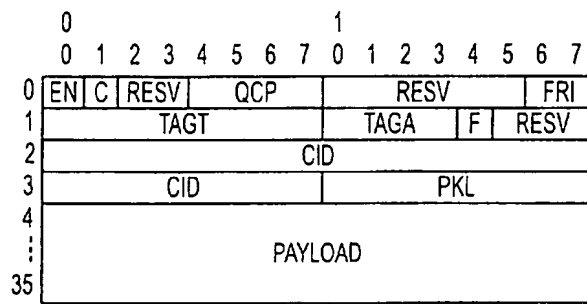 0 1
0 1 2 3 4 5 6 7 0 1 2 3 4 5 6 7
0 EN C RESV QCP RESV FRI
1 TAGT TAGA F RESV
2 CID
3 CID PKL
4
PAYLOAD
35